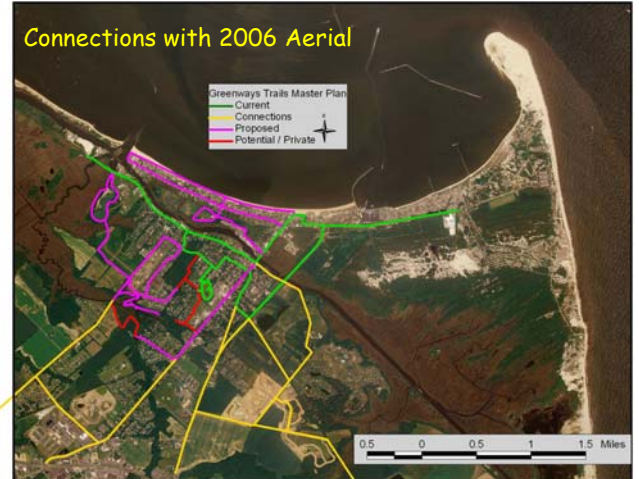 Connections with 2006 Aerial
Greenways Trails Master Plan
Current
Connections
Proposed
Potential / Private
0.5 0 0.5 1 1.5 Miles